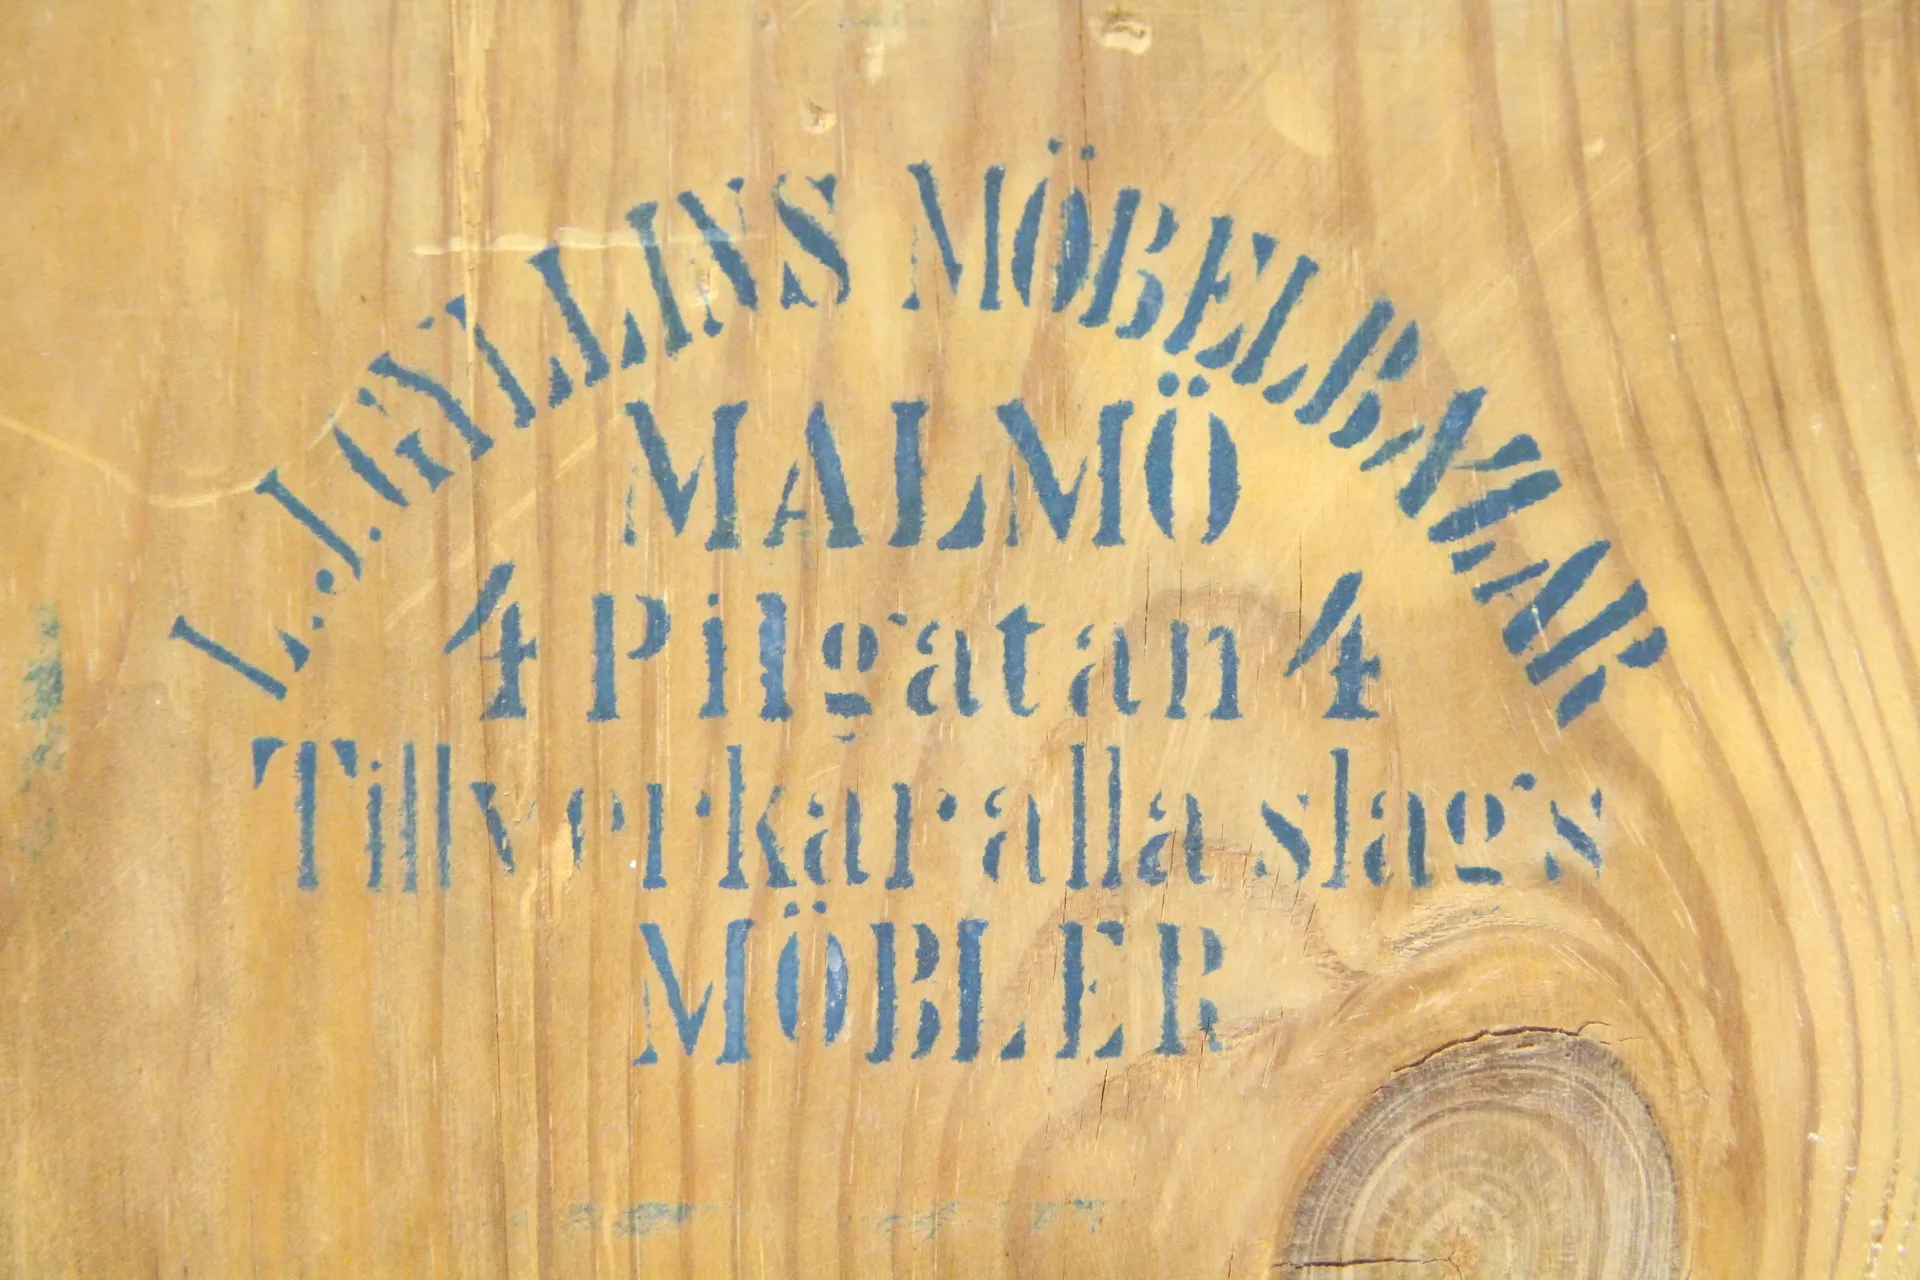 L.J.GYLLINS MÖBELBAZAR
MALMÖ
4 Pilgatan 4
Tillverkar alla slags
MÖBLER